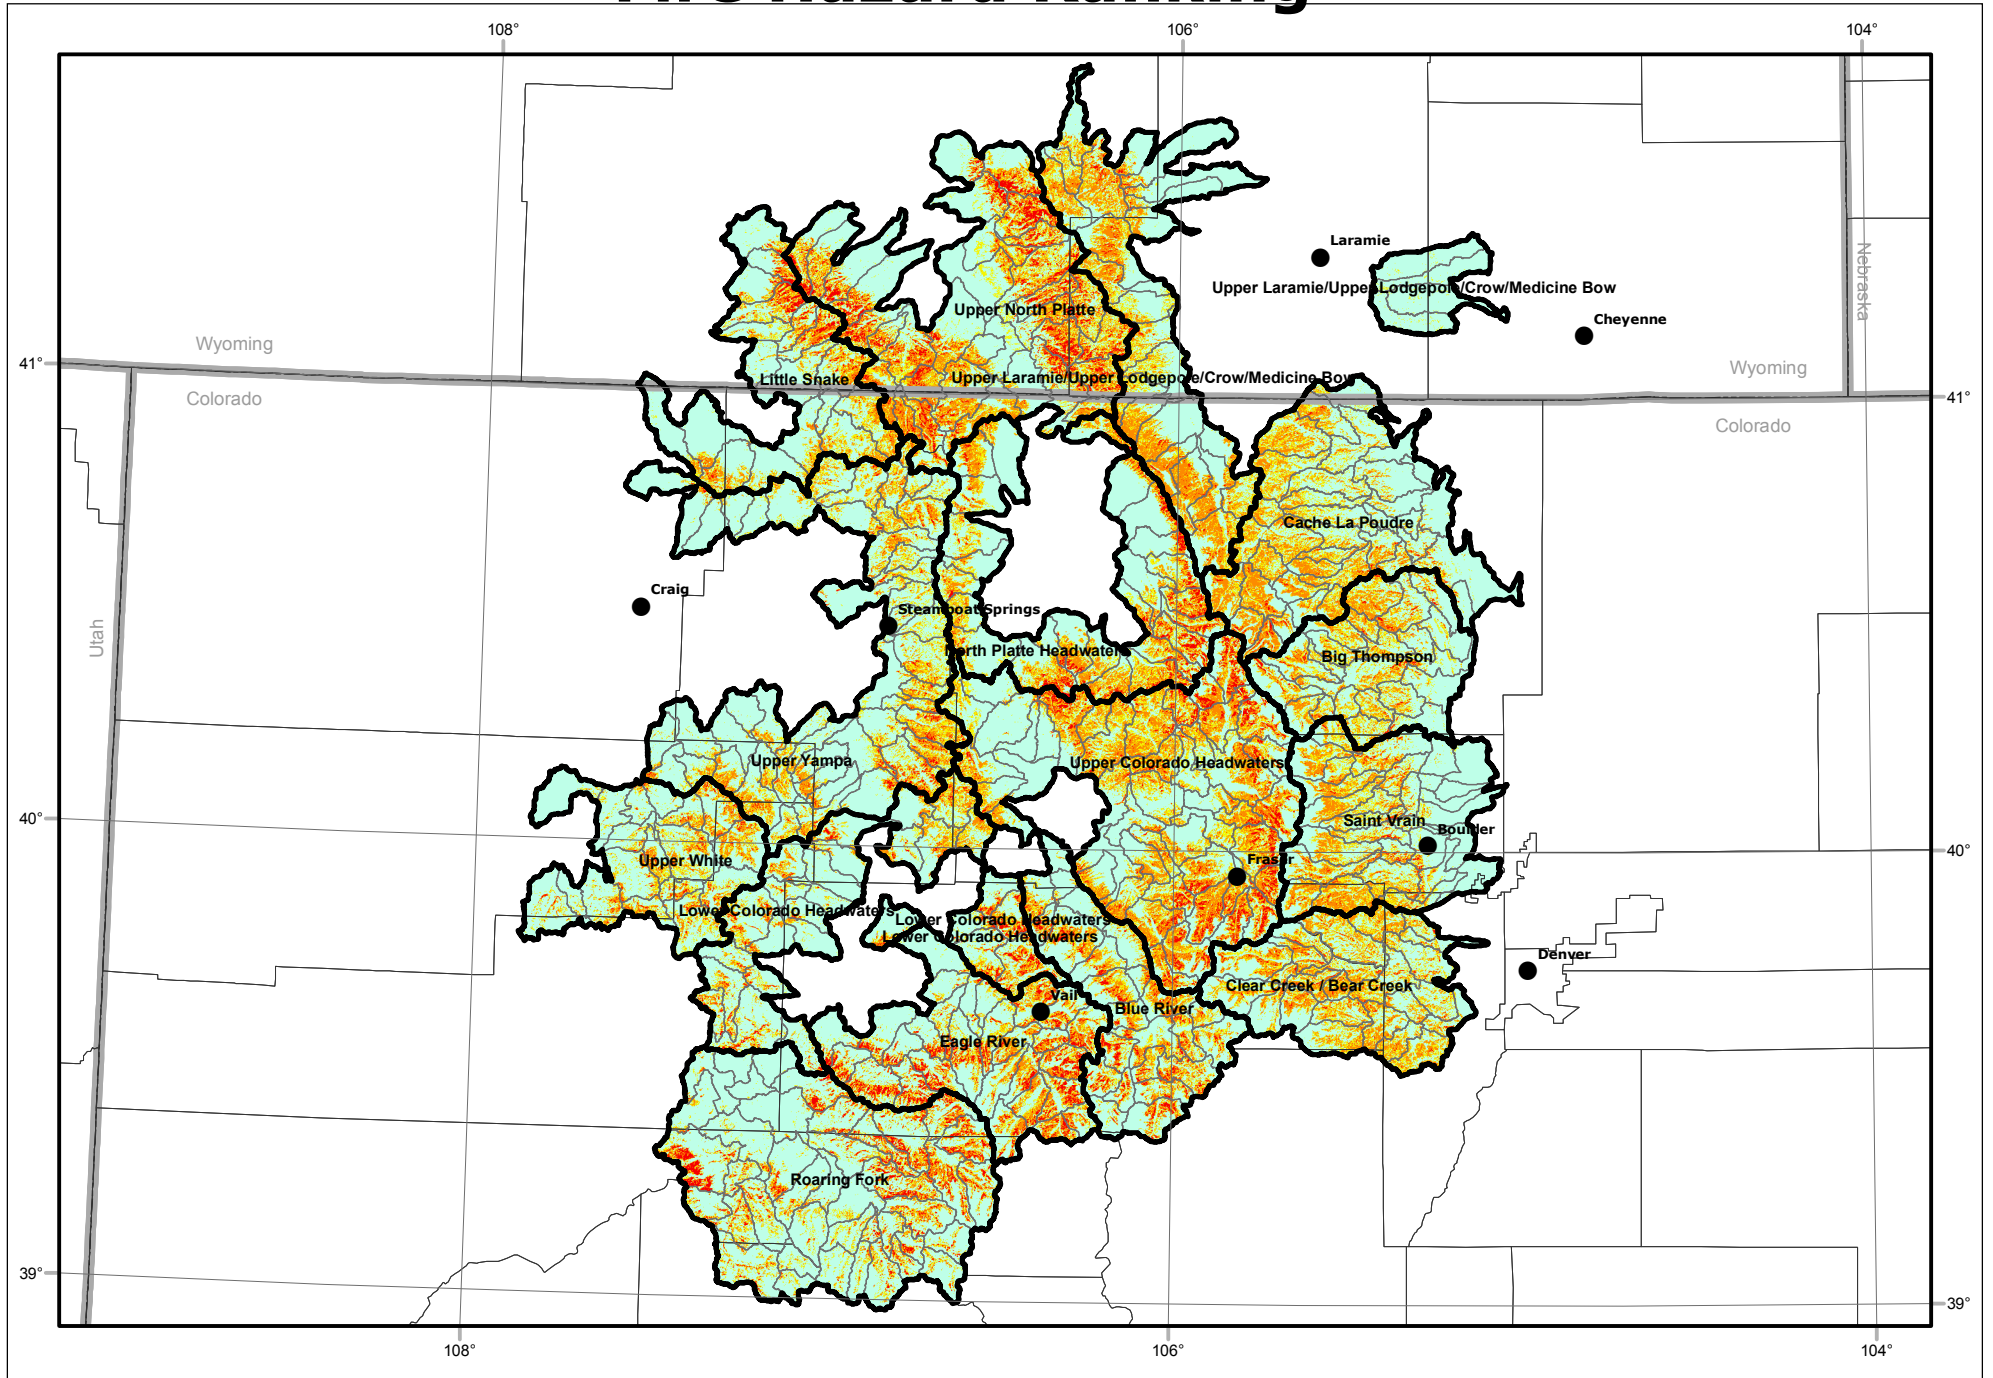 Fire Hazard Ranking
108°
106°
104°
Laramie
Upper Laramie/Upper Lodgepole/Crow/Medicine Bow
Nebraska
Upper North Platte
Cheyenne
Wyoming
41°
Wyoming
Little Snake
Upper Laramie/Upper Lodgepole/Crow/Medicine Bow
Colorado
41°
Colorado
Cache La Poudre
Craig
Steamboat Springs
Utah
North Platte Headwaters
Big Thompson
Upper Yampa
Upper Colorado Headwaters
40°
Saint Vrain
Boulder
40°
Upper White
Fraser
Lower Colorado Headwaters
Lower Colorado Headwaters
Lower Colorado Headwaters
Denver
Clear Creek / Bear Creek
Vail
Blue River
Eagle River
Roaring Fork
39°
39°
108°
106°
104°